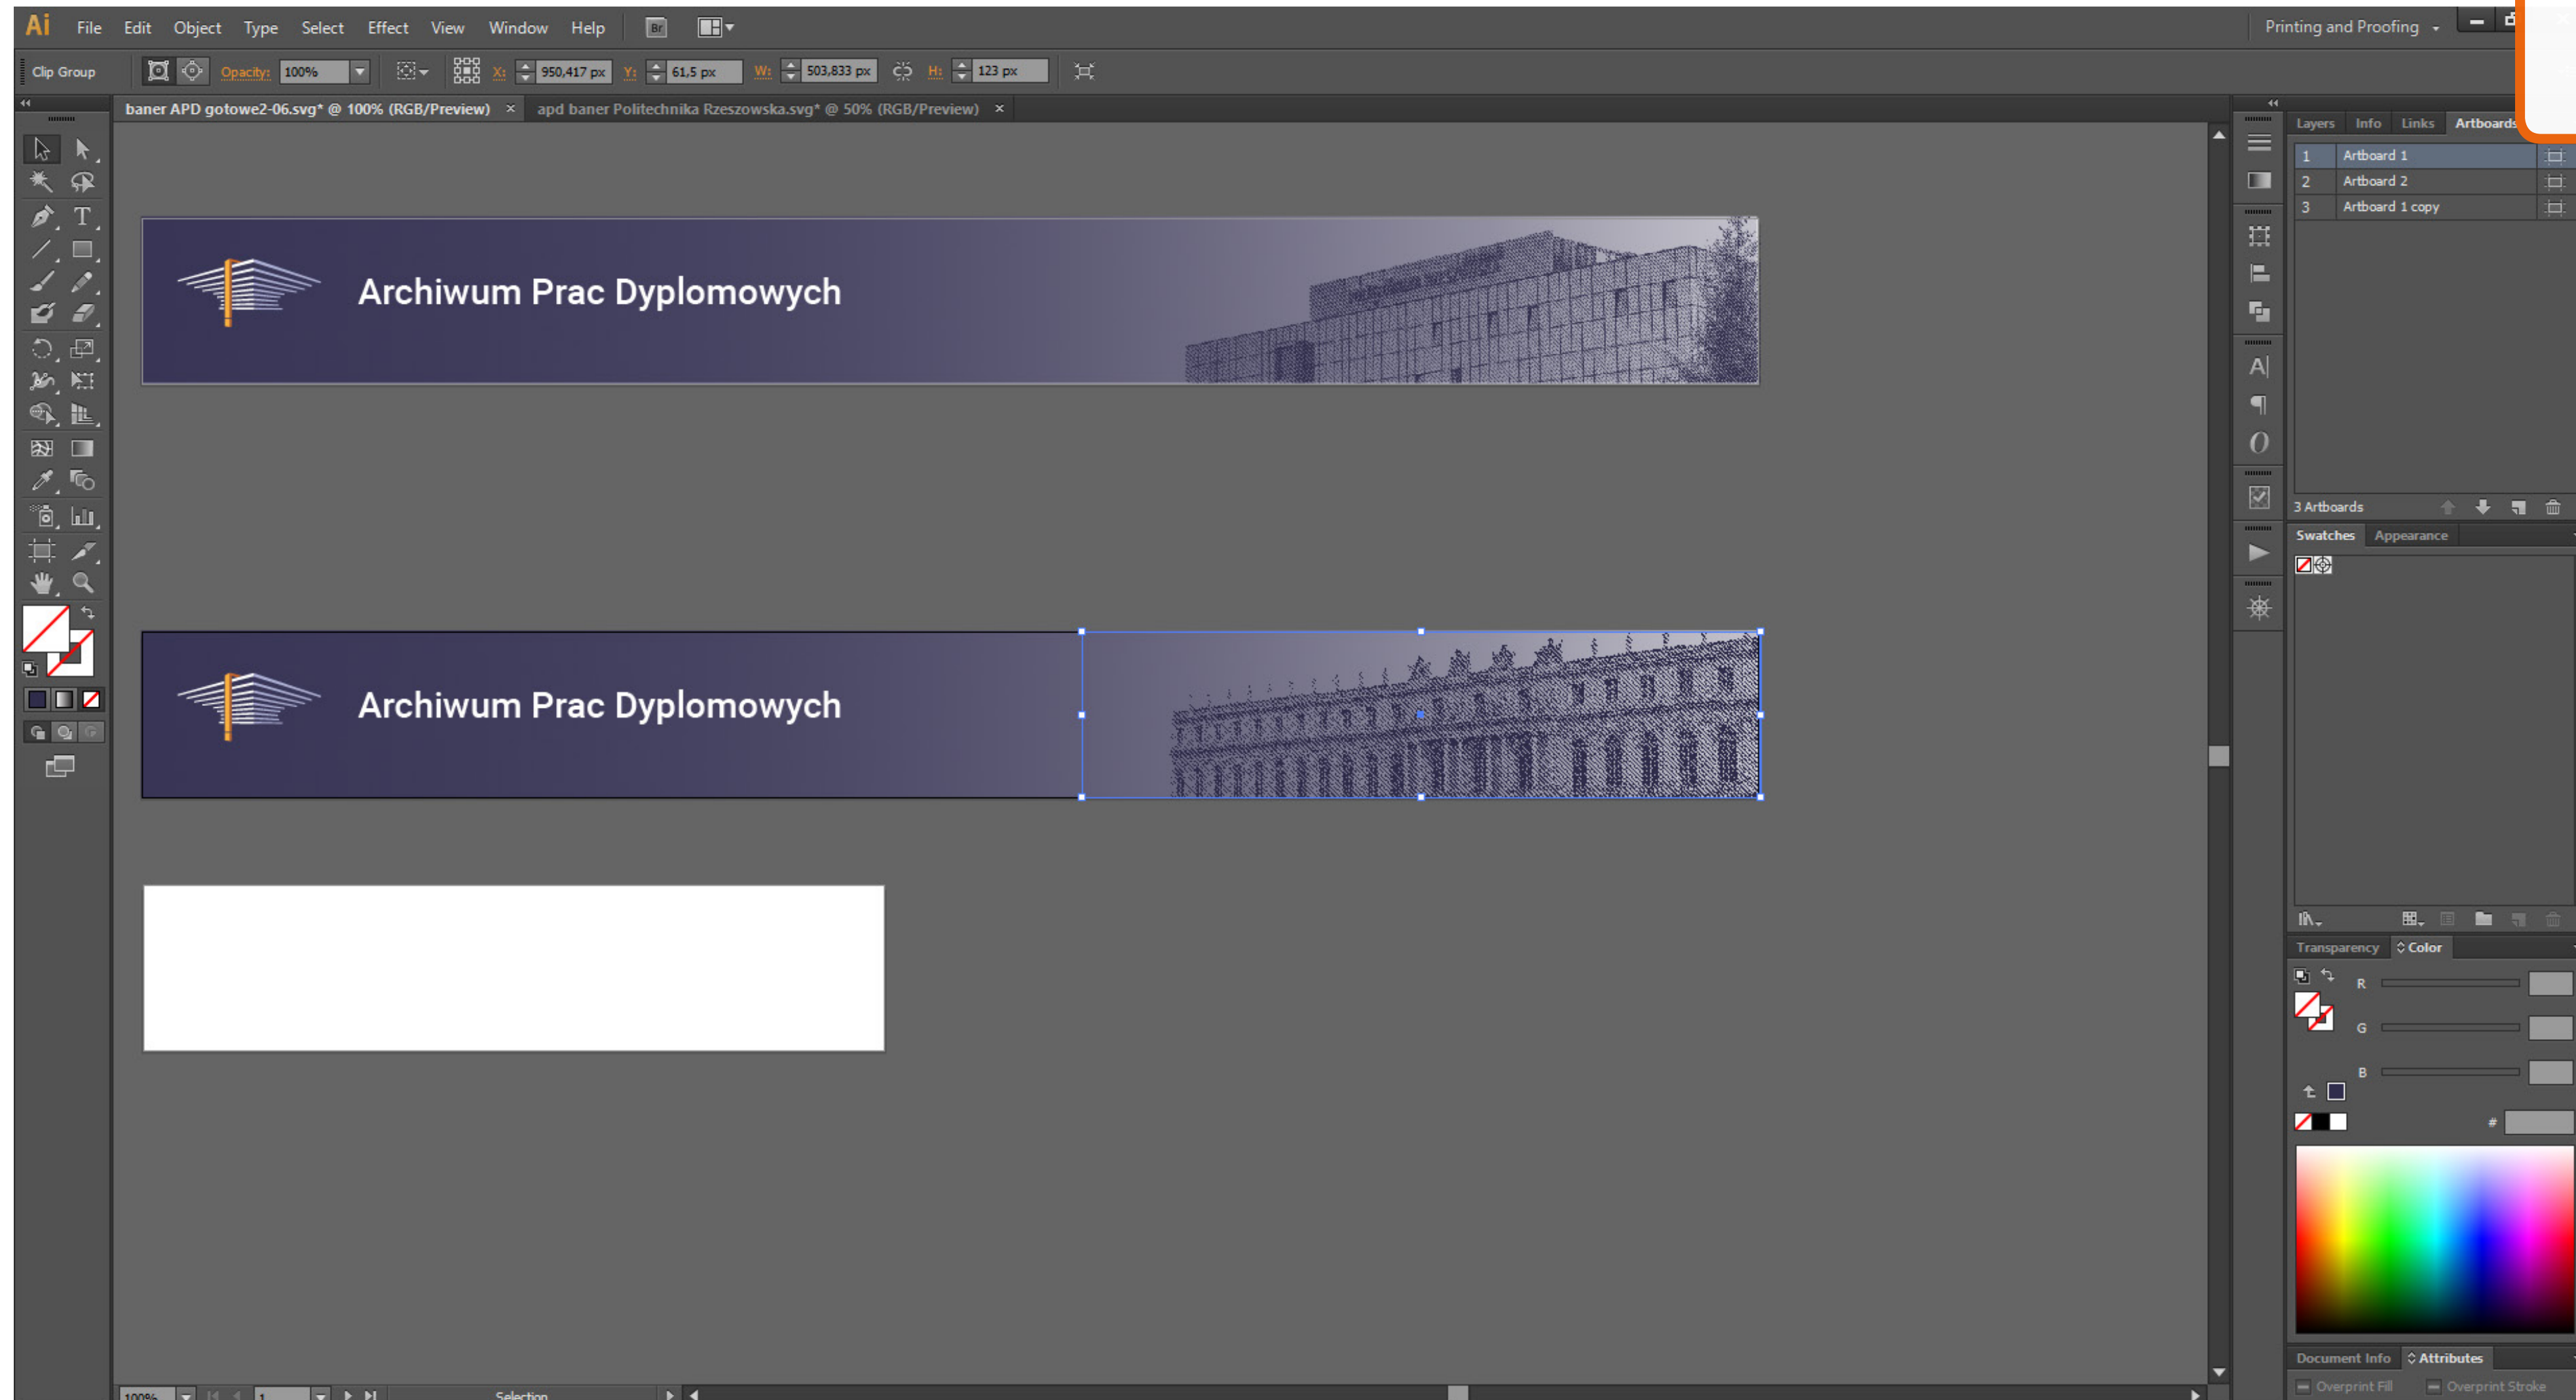 Ai File Edit Object Type Select Effect View Window Help Br Printing and Proofing
Clip Group Opacity: 100% X: 950,417 px Y: 61,5 px W: 503,833 px H: 123 px
baner APD gotowe2-06.svg* @ 100% (RGB/Preview) × apd baner Politechnika Rzeszowska.svg* @ 50% (RGB/Preview) ×
Layers Info Links Artboards
1 Artboard 1
2 Artboard 2
3 Artboard 1 copy
Archiwum Prac Dyplomowych
3 Artboards
Swatches Appearance
Archiwum Prac Dyplomowych
Transparency Color
R
G
B
#
Document Info Attributes
Overprint Fill Overprint Stroke
100% 1 Selection